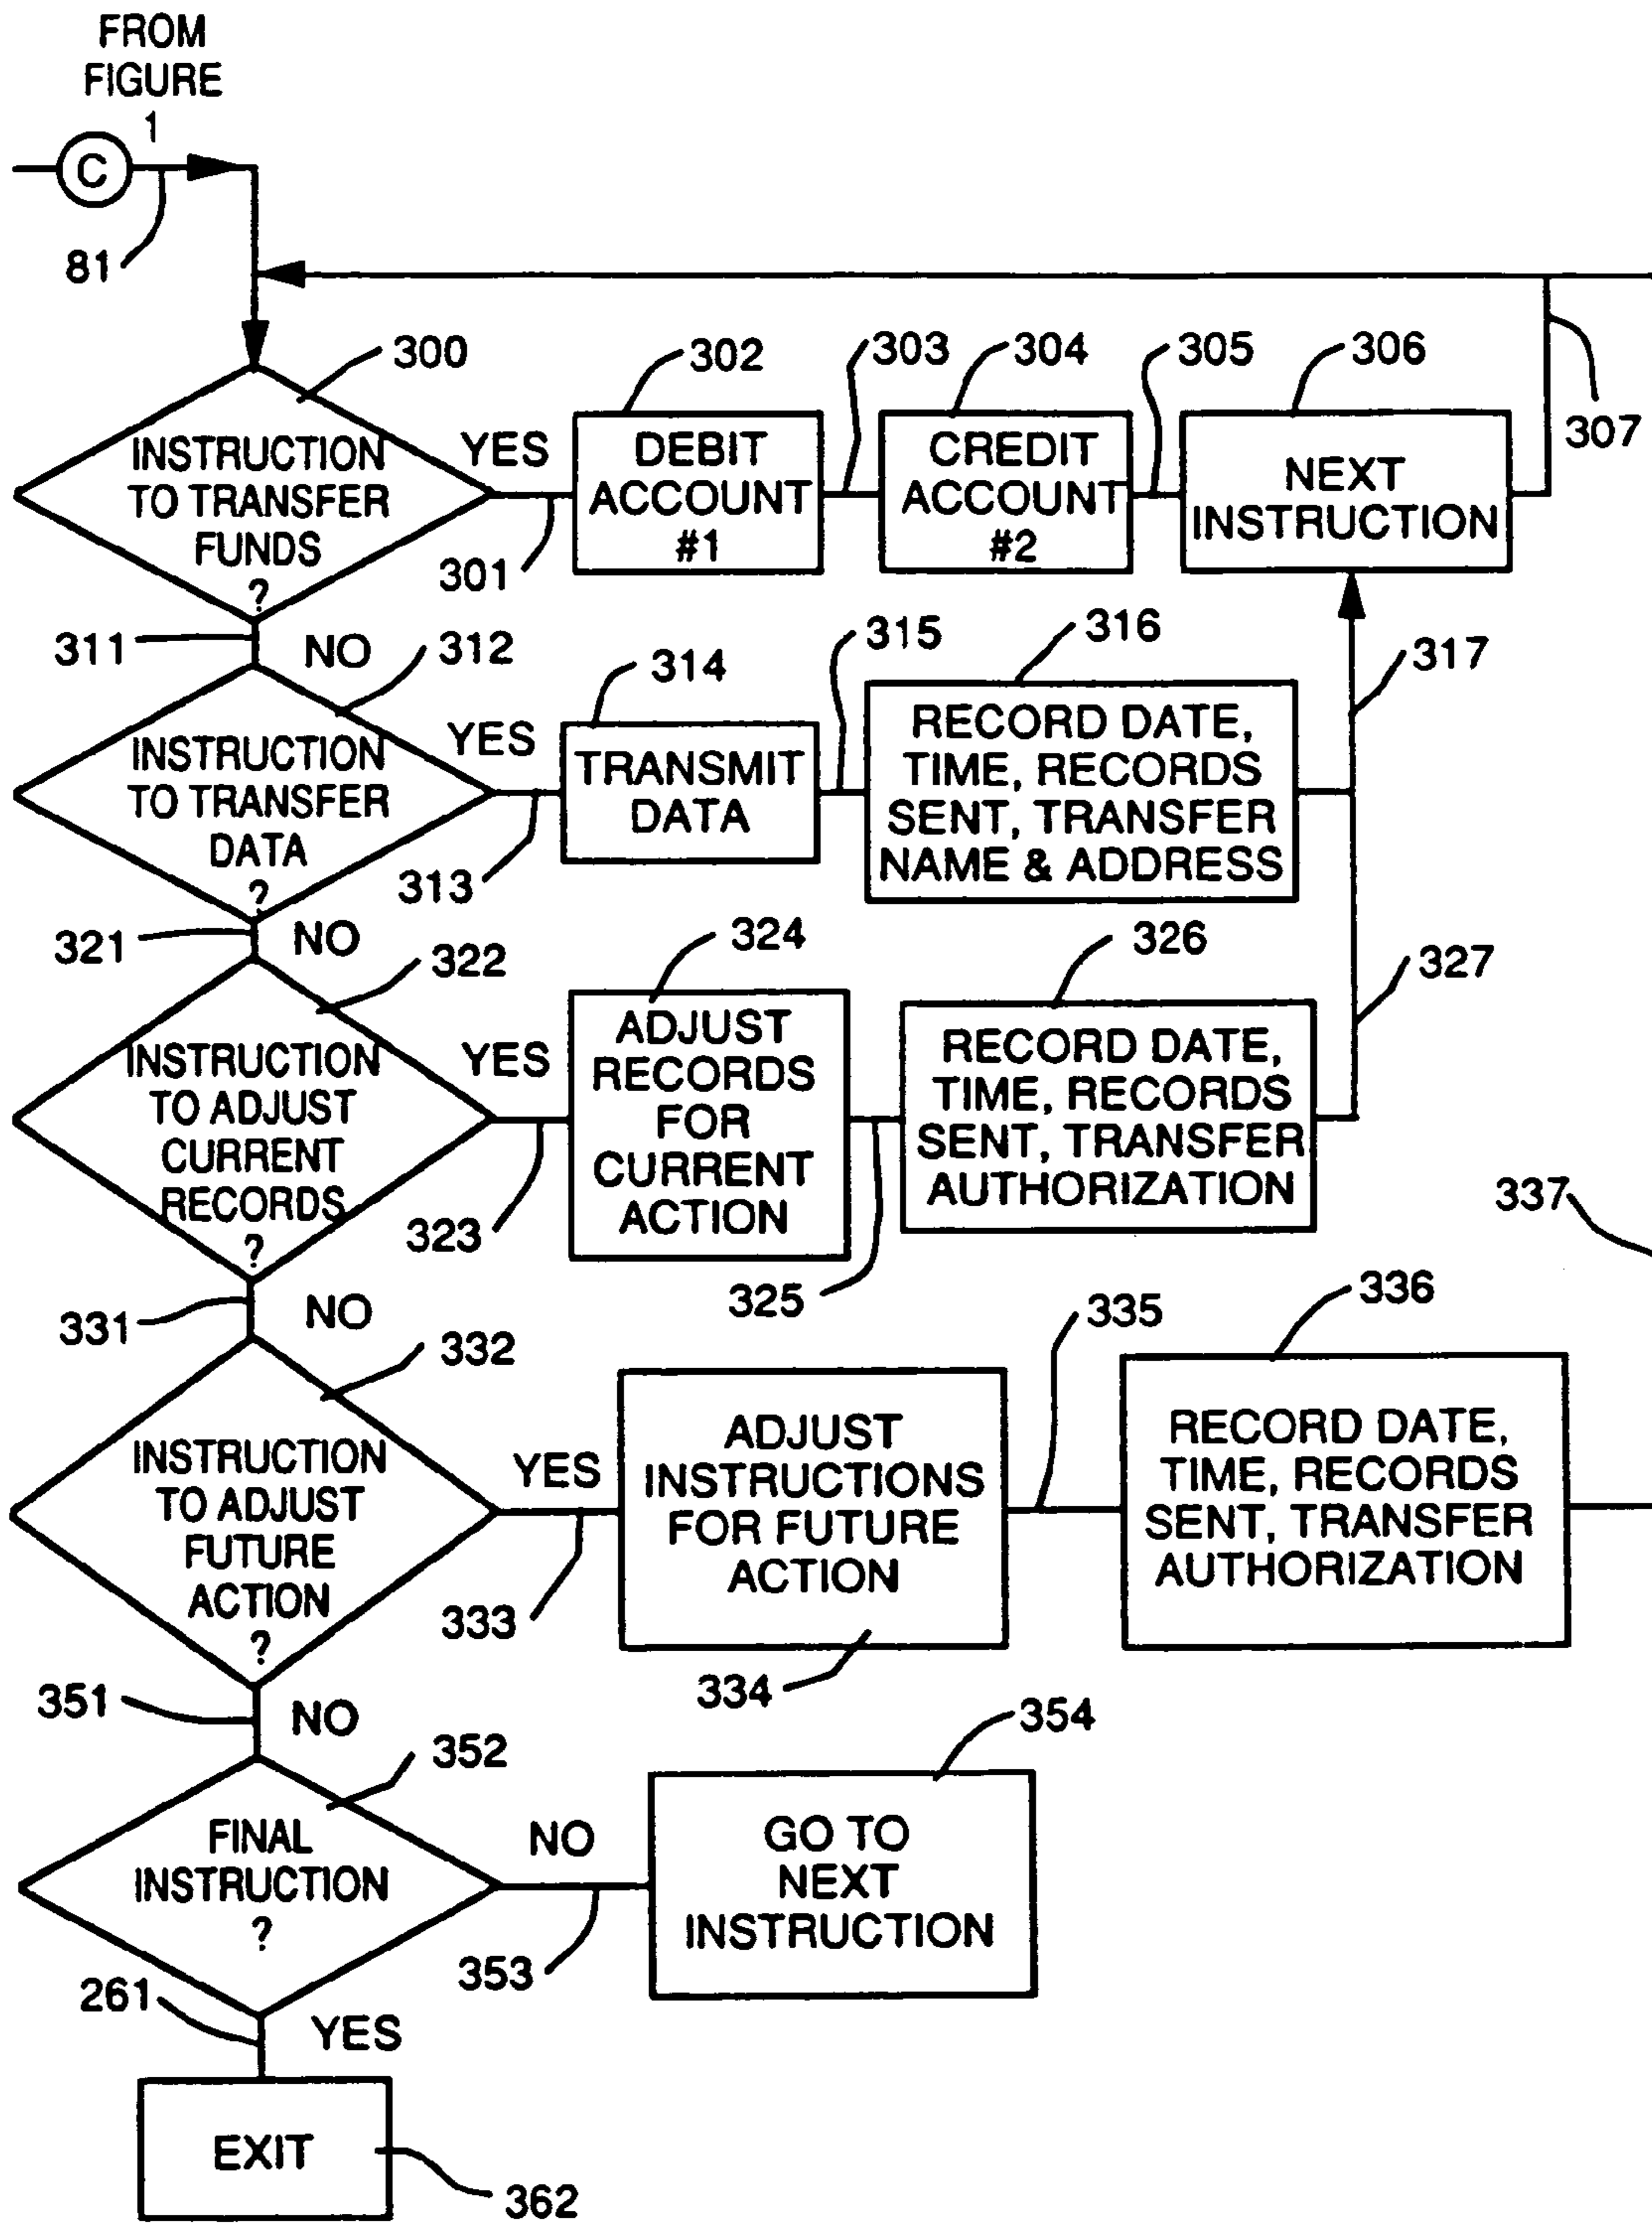 FROM
FIGURE
1
C
81
300
INSTRUCTION
TO TRANSFER
FUNDS
?
YES
301
302
DEBIT
ACCOUNT
#1
303
304
CREDIT
ACCOUNT
#2
305
306
NEXT
INSTRUCTION
307
311
NO
312
INSTRUCTION
TO TRANSFER
DATA
?
YES
313
314
TRANSMIT
DATA
315
316
RECORD DATE,
TIME, RECORDS
SENT, TRANSFER
NAME & ADDRESS
317
321
NO
322
INSTRUCTION
TO ADJUST
CURRENT
RECORDS
?
YES
323
324
ADJUST
RECORDS
FOR
CURRENT
ACTION
325
326
RECORD DATE,
TIME, RECORDS
SENT, TRANSFER
AUTHORIZATION
327
331
NO
332
INSTRUCTION
TO ADJUST
FUTURE
ACTION
?
YES
333
ADJUST
INSTRUCTIONS
FOR FUTURE
ACTION
334
335
336
RECORD DATE,
TIME, RECORDS
SENT, TRANSFER
AUTHORIZATION
337
351
NO
352
FINAL
INSTRUCTION
?
NO
353
354
GO TO
NEXT
INSTRUCTION
261
YES
EXIT
362